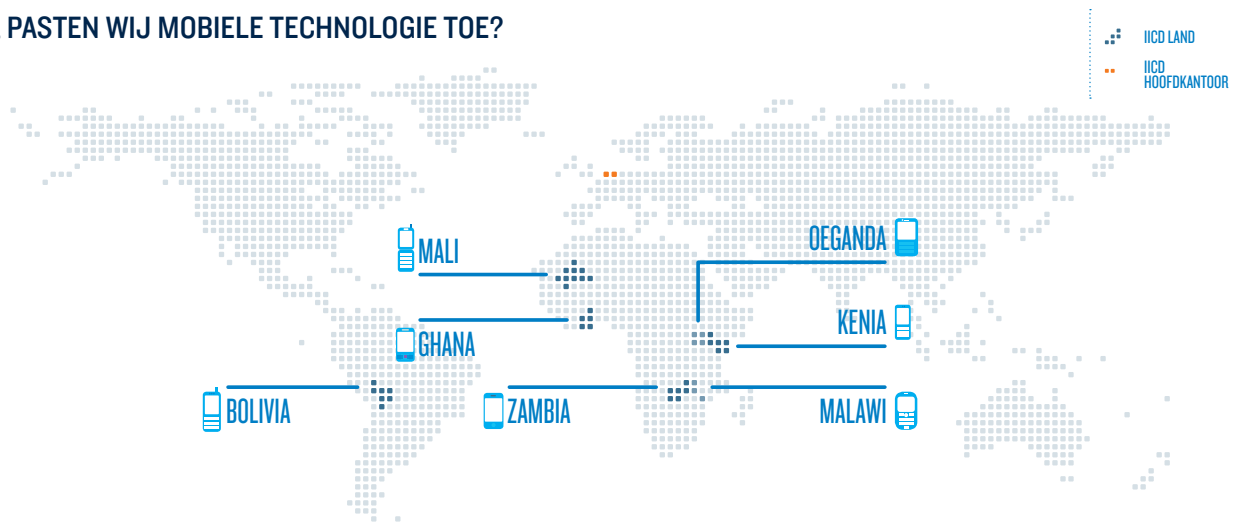 PASTEN WIJ MOBIELE TECHNOLOGIE TOE?
IICD LAND
IICD
HOOFDKANTOOR
MALI
OEGANDA
GHANA
KENIA
BOLIVIA
ZAMBIA
MALAWI